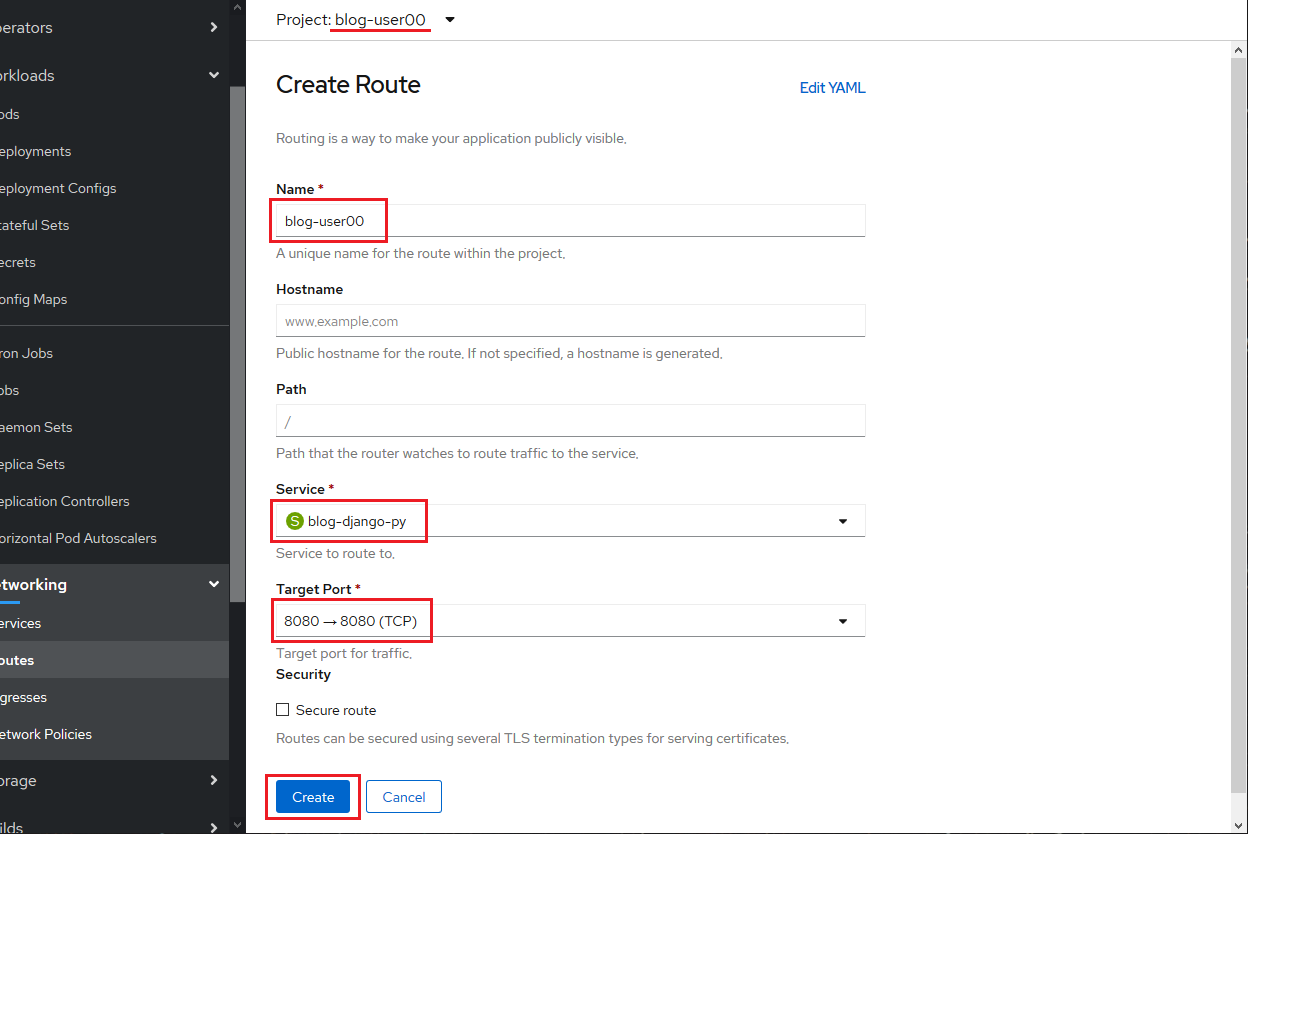 Project: blog-user00
perators
orkloads
ods
eployments
eployment Configs
tateful Sets
ecrets
onfig Maps
ron Jobs
obs
aemon Sets
eplica Sets
eplication Controllers
orizontal Pod Autoscalers
etworking
ervices
outes
gresses
etwork Policies
orage
ilds
Create Route
Edit YAML
Routing is a way to make your application publicly visible.
Name *
blog-user00
A unique name for the route within the project.
Hostname
www.example.com
Public hostname for the route. If not specified, a hostname is generated.
Path
/
Path that the router watches to route traffic to the service.
Service *
S blog-django-py
Service to route to.
Target Port *
8080 → 8080 (TCP)
Target port for traffic.
Security
Secure route
Routes can be secured using several TLS termination types for serving certificates.
Create
Cancel